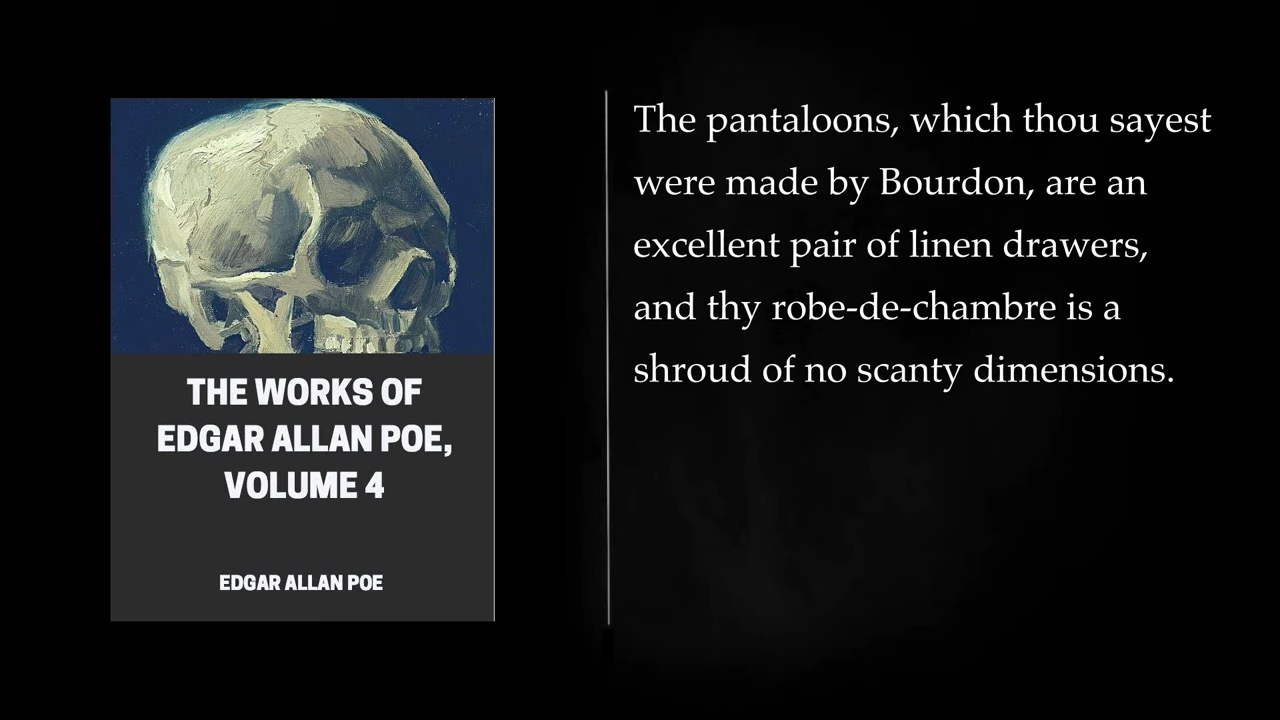 THE WORKS OF
EDGAR ALLAN POE,
VOLUME 4
EDGAR ALLAN POE
The pantaloons, which thou sayest
were made by Bourdon, are an
excellent pair of linen drawers,
and thy robe-de-chambre is a
shroud of no scanty dimensions.